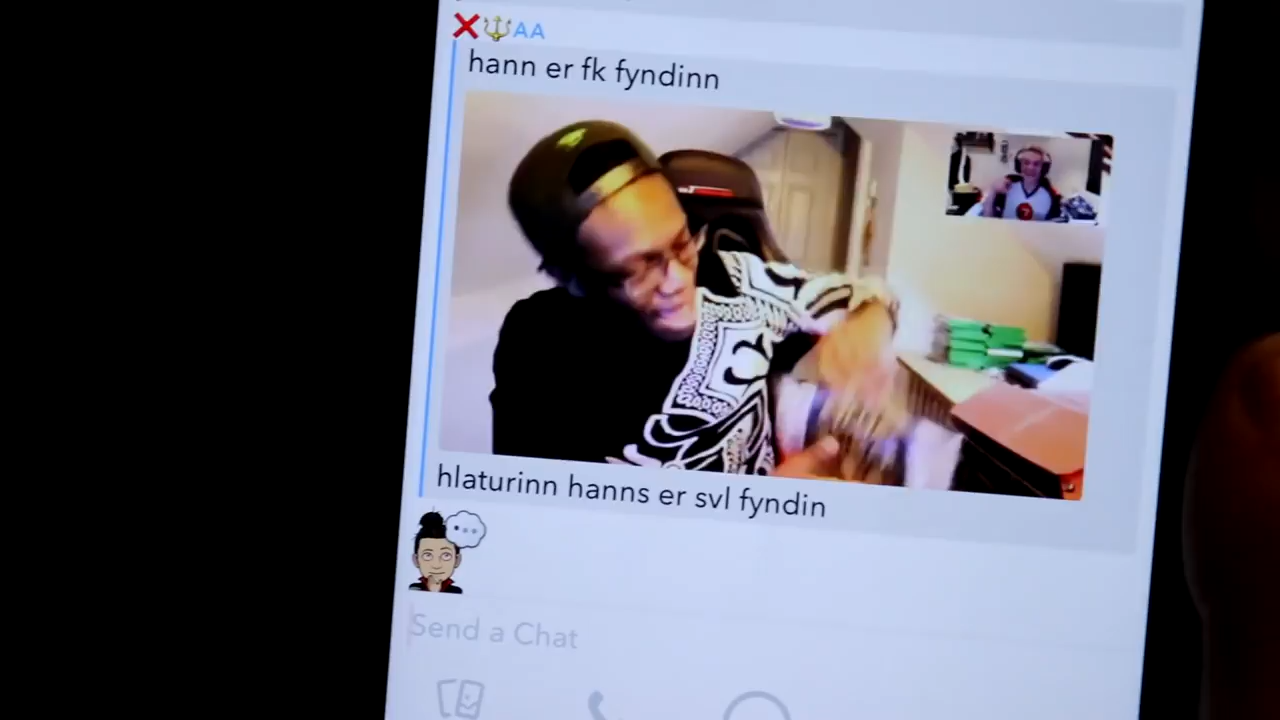 ❌🔱AA
hann er fk fyndinn
hlaturinn hanns er svl fyndin
Send a Chat